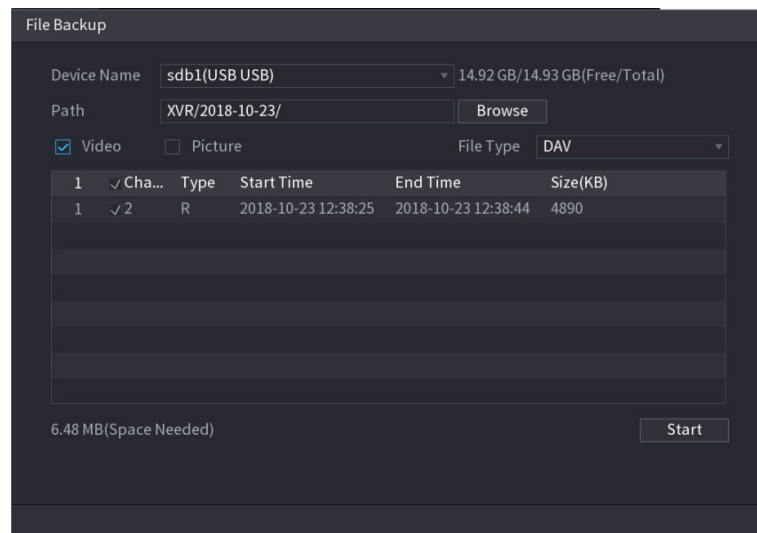 File Backup
Device Name sdb1(USB USB) 14.92 GB/14.93 GB(Free/Total)
Path XVR/2018-10-23/ Browse
Video Picture File Type DAV
1 Cha... Type Start Time End Time Size(KB)
1 2 R 2018-10-23 12:38:25 2018-10-23 12:38:44 4890
6.48 MB(Space Needed) Start